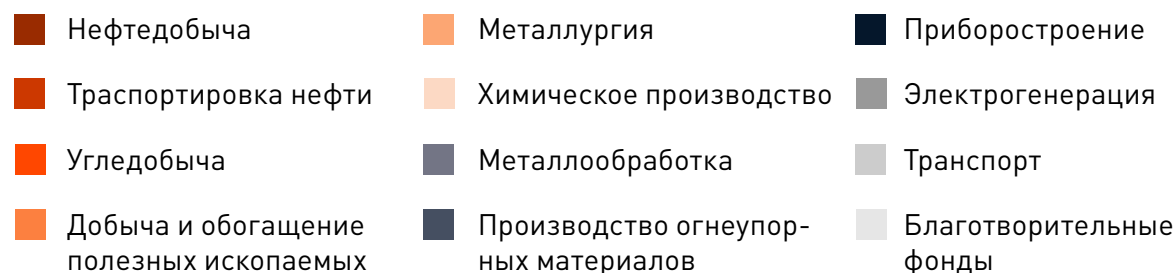 Нефтедобыча
Траспортировка нефти
Угледобыча
Добыча и обогащение
полезных ископаемых
Металлургия
Химическое производство
Металлообработка
Производство огнеупор-
ных материалов
Приборостроение
Электрогенерация
Транспорт
Благотворительные
фонды